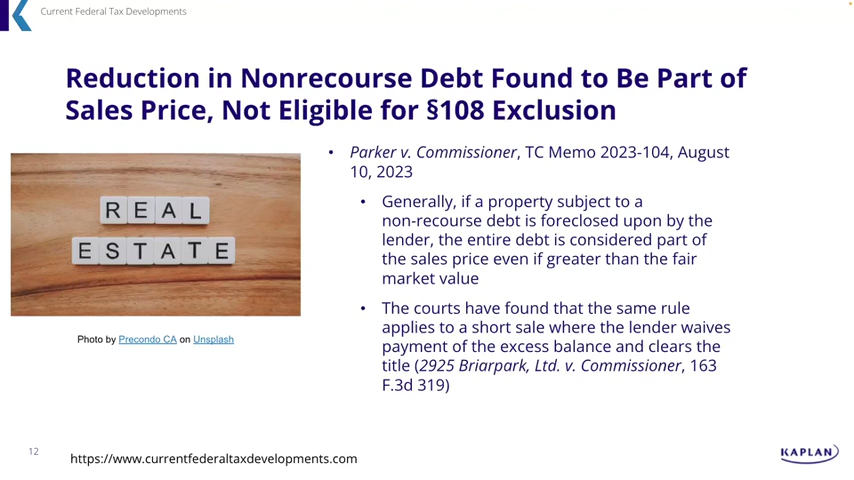 Current Federal Tax Developments
Reduction in Nonrecourse Debt Found to Be Part of
Sales Price, Not Eligible for §108 Exclusion
REAL
ESTATE
Photo by Precondo CA on Unsplash
• Parker v. Commissioner, TC Memo 2023-104, August
10, 2023
• Generally, if a property subject to a
non-recourse debt is foreclosed upon by the
lender, the entire debt is considered part of
the sales price even if greater than the fair
market value
• The courts have found that the same rule
applies to a short sale where the lender waives
payment of the excess balance and clears the
title (2925 Briarpark, Ltd. v. Commissioner, 163
F.3d 319)
12
https://www.currentfederaltaxdevelopments.com
KAPLAN